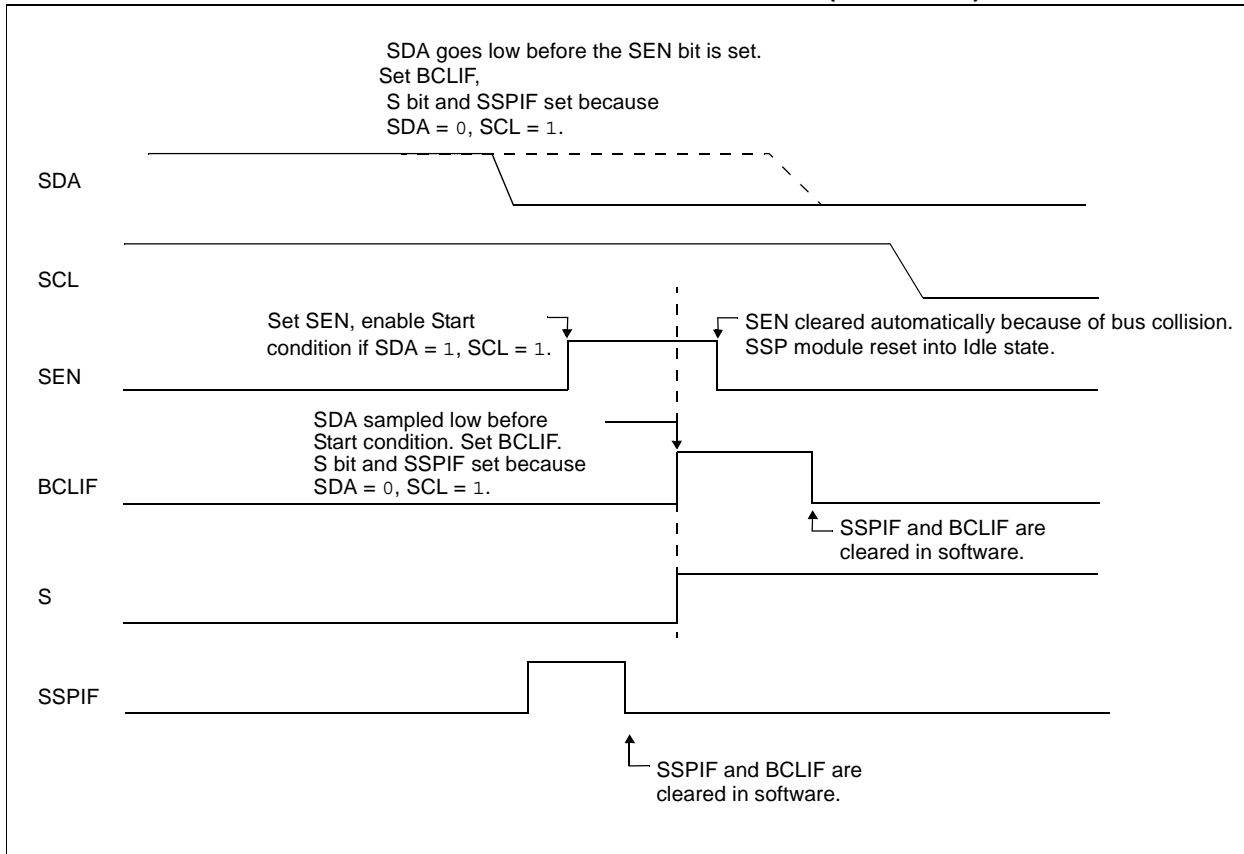 SDA goes low before the SEN bit is set.
Set BCLIF,
S bit and SSPIF set because
SDA = 0, SCL = 1.
SDA
SCL
Set SEN, enable Start
condition if SDA = 1, SCL = 1.
SEN cleared automatically because of bus collision.
SSP module reset into Idle state.
SEN
SDA sampled low before
Start condition. Set BCLIF.
S bit and SSPIF set because
SDA = 0, SCL = 1.
BCLIF
SSPIF and BCLIF are
cleared in software.
S
SSPIF
SSPIF and BCLIF are
cleared in software.